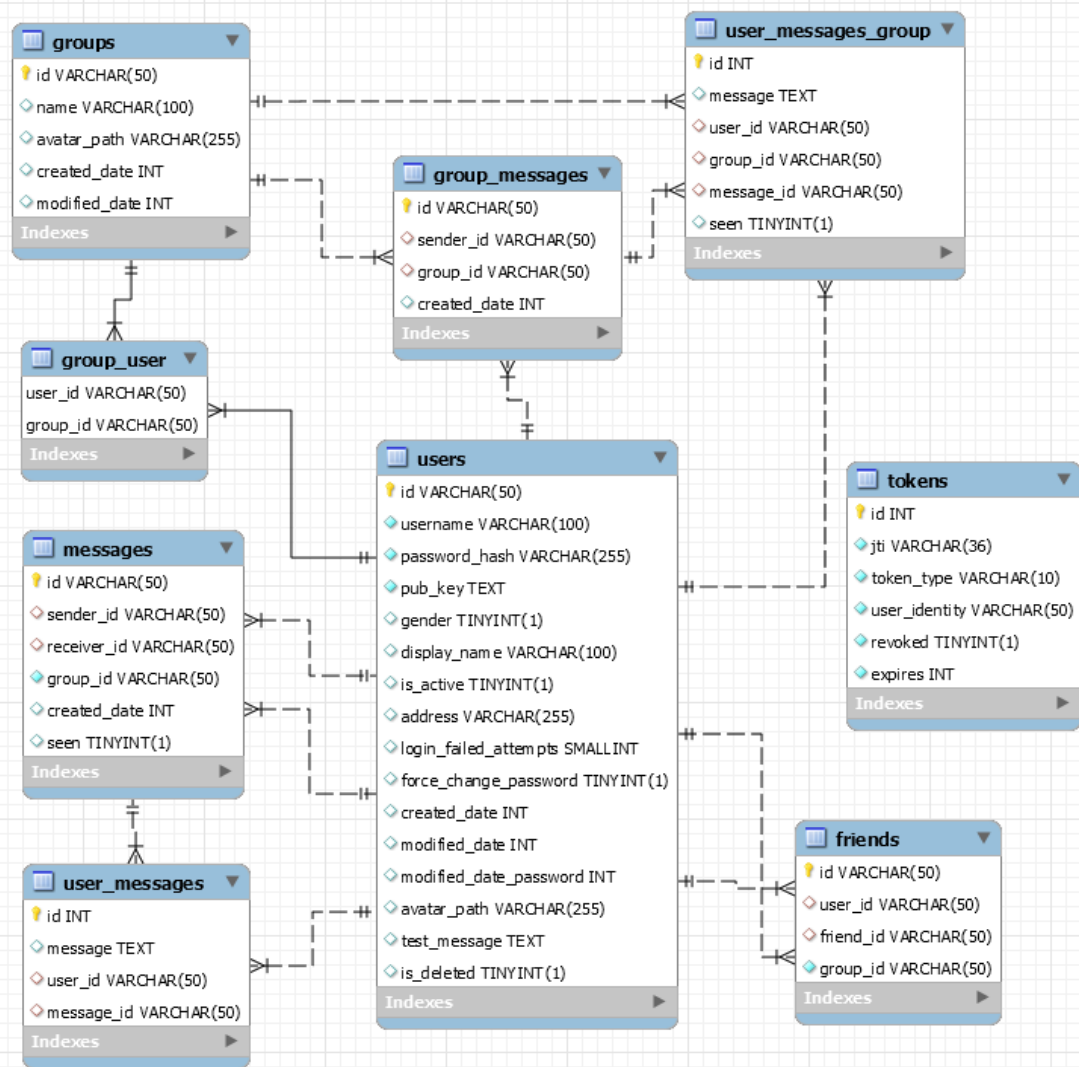 groups
id VARCHAR(50)
name VARCHAR(100)
avatar_path VARCHAR(255)
created_date INT
modified_date INT
Indexes
user_messages_group
id INT
message TEXT
user_id VARCHAR(50)
group_id VARCHAR(50)
message_id VARCHAR(50)
seen TINYINT(1)
Indexes
group_messages
id VARCHAR(50)
sender_id VARCHAR(50)
group_id VARCHAR(50)
created_date INT
Indexes
group_user
user_id VARCHAR(50)
group_id VARCHAR(50)
Indexes
users
id VARCHAR(50)
username VARCHAR(100)
password_hash VARCHAR(255)
pub_key TEXT
gender TINYINT(1)
display_name VARCHAR(100)
is_active TINYINT(1)
address VARCHAR(255)
login_failed_attempts SMALLINT
force_change_password TINYINT(1)
created_date INT
modified_date INT
modified_date_password INT
avatar_path VARCHAR(255)
test_message TEXT
is_deleted TINYINT(1)
Indexes
tokens
id INT
jti VARCHAR(36)
token_type VARCHAR(10)
user_identity VARCHAR(50)
revoked TINYINT(1)
expires INT
Indexes
messages
id VARCHAR(50)
sender_id VARCHAR(50)
receiver_id VARCHAR(50)
group_id VARCHAR(50)
created_date INT
seen TINYINT(1)
Indexes
friends
id VARCHAR(50)
user_id VARCHAR(50)
friend_id VARCHAR(50)
group_id VARCHAR(50)
Indexes
user_messages
id INT
message TEXT
user_id VARCHAR(50)
message_id VARCHAR(50)
Indexes